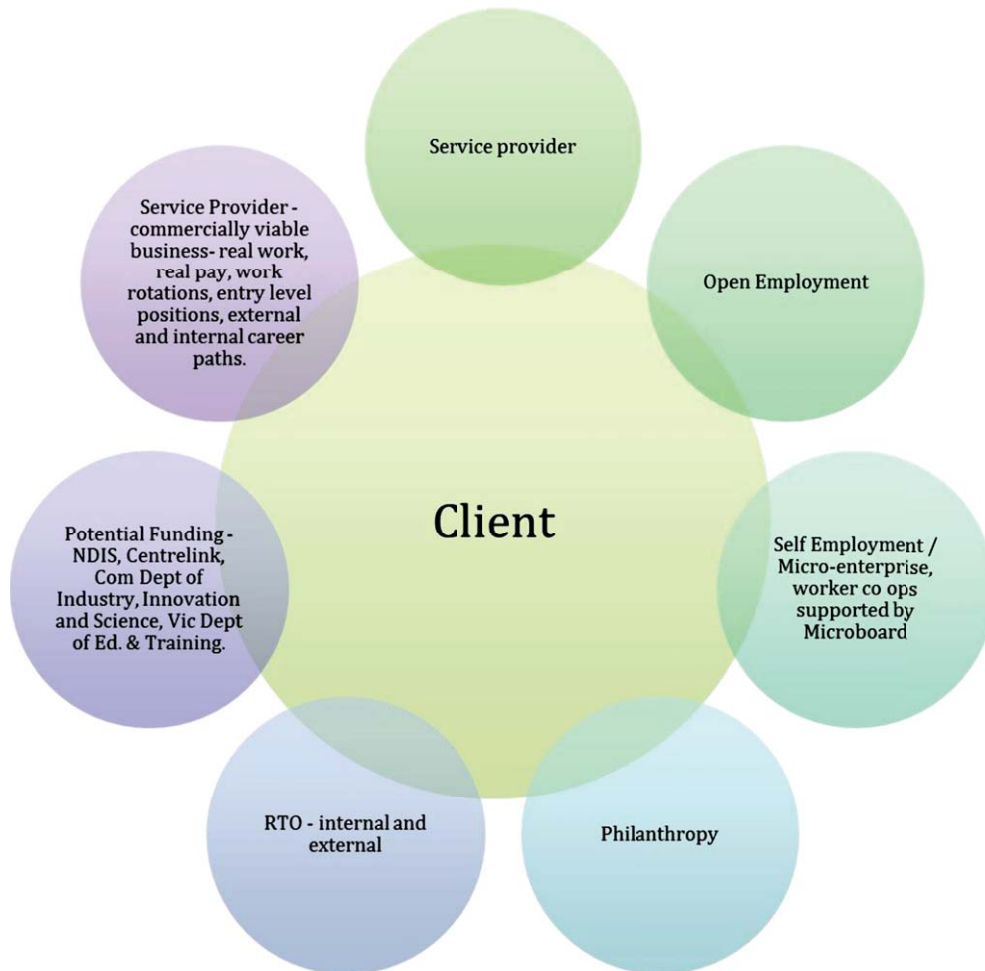 Service provider
Service Provider -
commercially viable
business- real work,
real pay, work
rotations, entry level
positions, external
and internal career
paths.
Open Employment
Client
Potential Funding -
NDIS, Centrelink,
Com Dept of
Industry, Innovation
and Science, Vic Dept
of Ed. & Training.
Self Employment /
Micro-enterprise,
worker co ops
supported by
Microboard
RTO - internal and
external
Philanthropy